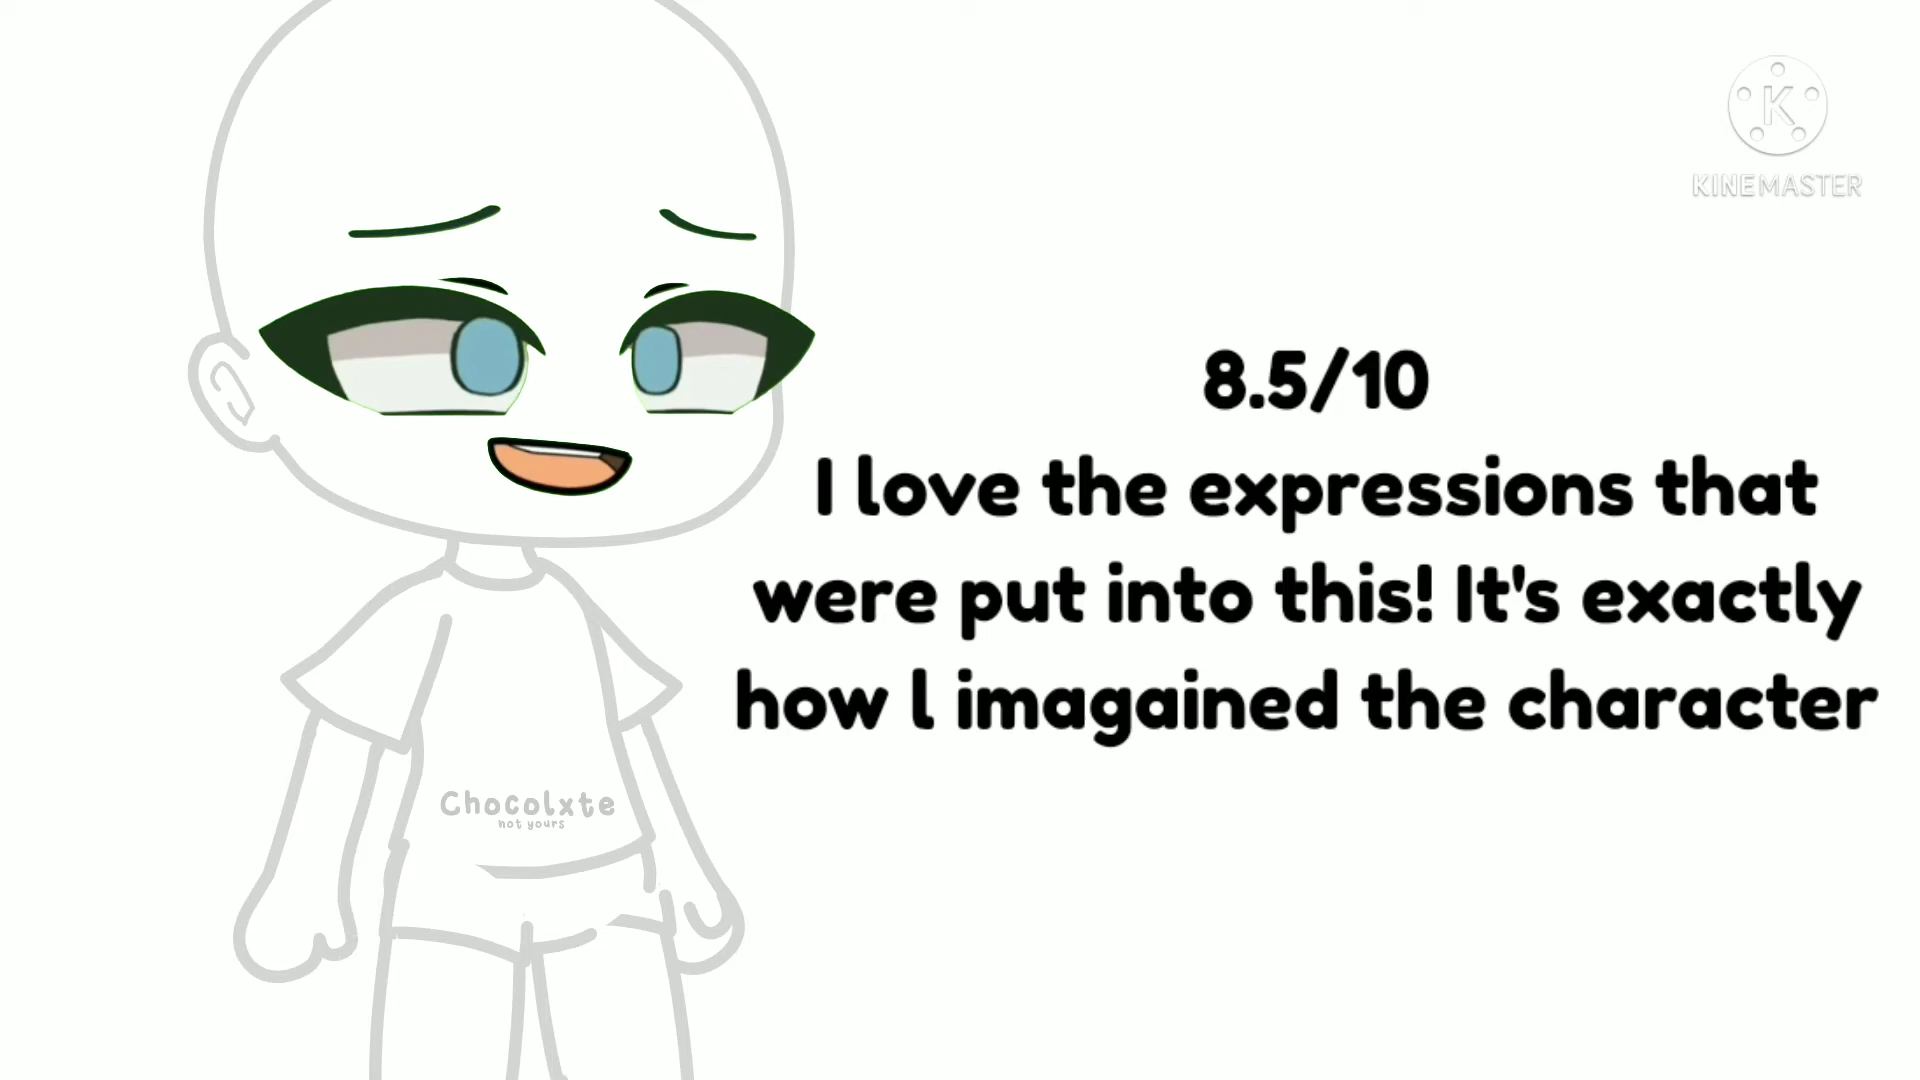 K
KINEMASTER
8.5/10
I love the expressions that
were put into this! It's exactly
how l imagained the character
Chocolxte
not yours